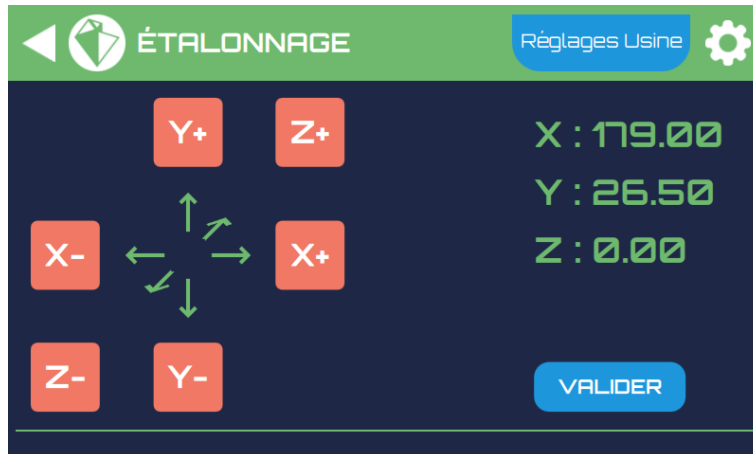 ÉTALONNAGE
Réglages Usine
Y+
Z+
X-
X+
Z-
Y-
X : 179.00
Y : 26.50
Z : 0.00
VALIDER